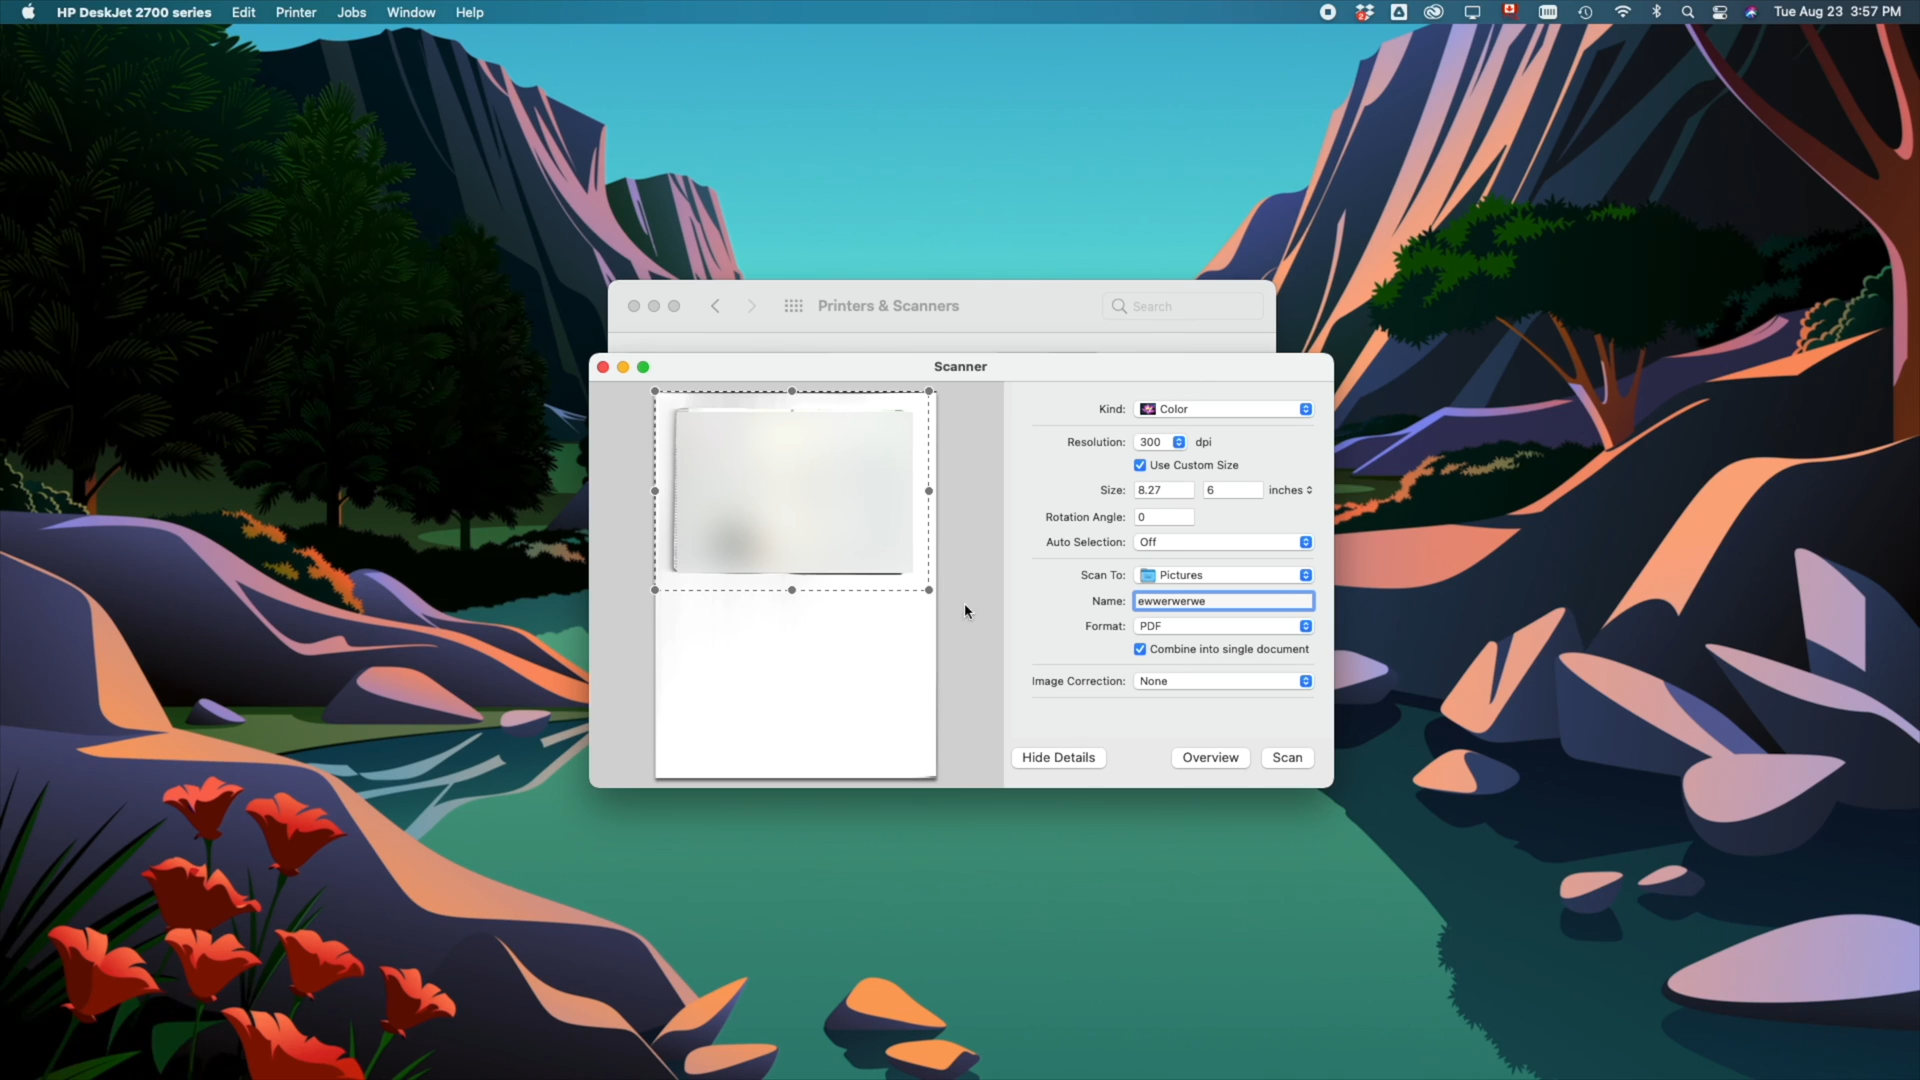 HP DeskJet 2700 series Edit Printer Jobs Window Help Tue Aug 23 3:57 PM
Printers & Scanners Search
Scanner
Kind: Color
Resolution: 300 dpi
Use Custom Size
Size: 8.27 6 inches
Rotation Angle: 0
Auto Selection: Off
Scan To: Pictures
Name: ewwerwerwe
Format: PDF
Combine into single document
Image Correction: None
Hide Details Overview Scan